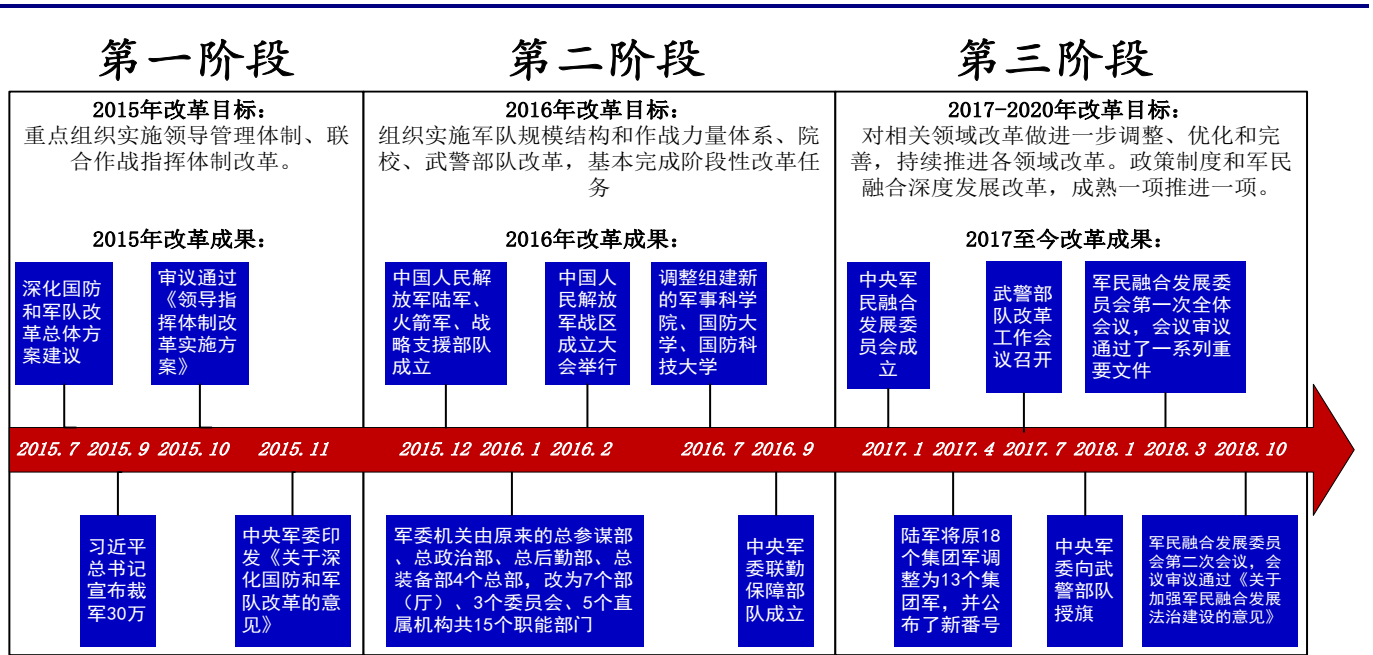 第一阶段
第二阶段
第三阶段
2015年改革目标：
重点组织实施领导管理体制、联
合作战指挥体制改革。
2015年改革成果：
2016年改革目标：
组织实施军队规模结构和作战力量体系、院
校、武警部队改革，基本完成阶段性改革任
务
2016年改革成果：
2017-2020年改革目标：
对相关领域改革做进一步调整、优化和完
善，持续推进各领域改革。政策制度和军民
融合深度发展改革，成熟一项推进一项。
2017至今改革成果：
深化国防
和军队改
革总体方
案建议
审议通过
《领导指
挥体制改
革实施方
案》
中国人民解
放军陆军、
火箭军、战
略支援部队
成立
中国人
民解放
军战区
成立大
会举行
调整组建新
的军事科学
院、国防大
学、国防科
技大学
中央军
民融合
发展委
员会成
立
武警部
队改革
工作会
议召开
军民融合发展委
员会第一次全体
会议，会议审议
通过了一系列重
要文件
2015.7 2015.9 2015.10 2015.11 2015.12 2016.1 2016.2 2016.7 2016.9 2017.1 2017.4 2017.7 2018.1 2018.3 2018.10
习近平
总书记
宣布裁
军30万
中央军委印
发《关于深
化国防和军
队改革的意
见》
军委机关由原来的总参谋部
、总政治部、总后勤部、总
装备部4个总部，改为7个部
（厅）、3个委员会、5个直
属机构共15个职能部门
中央军
委联勤
保障部
队成立
陆军将原18
个集团军调
整为13个集
团军，并公
布了新番号
中央军
委向武
警部队
授旗
军民融合发展委员
会第二次会议，会
议审议通过《关于
加强军民融合发展
法治建设的意见》